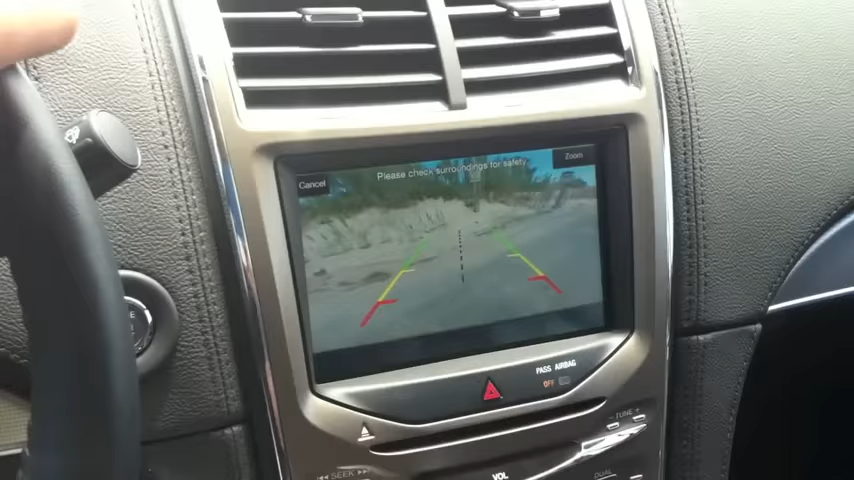 Please check surroundings for safety
Zoom
Cancel
PASS AIRBAG
OFF
- TUNE +
SEEK
VOL
DUAL